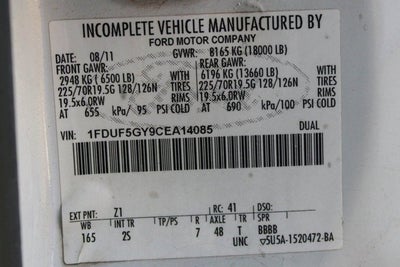 INCOMPLETE VEHICLE MANUFACTURED BY
FORD MOTOR COMPANY
DATE: 08/11 GVWR: 8165 KG (18000 LB)
FRONT GAWR: REAR GAWR:
2948 KG (6500 LB) 6196 KG (13660 LB)
225/70R19.5G 128/126N TIRES 225/70R19.5G 128/126N TIRES
19.5x6.0RW RIMS 19.5x6.0RW RIMS
AT 655 kPa/ 95 PSI COLD AT 690 kPa/100 PSI COLD
VIN: 1FDUF5GY9CEA14085 DUAL
EXT PNT: Z1 RC: 41 DSO:
WB INT TR TP/PS R AXLE TR SPR
165 2S 7 48 T BBBB
UNC ▽5U5A-1520472-BA